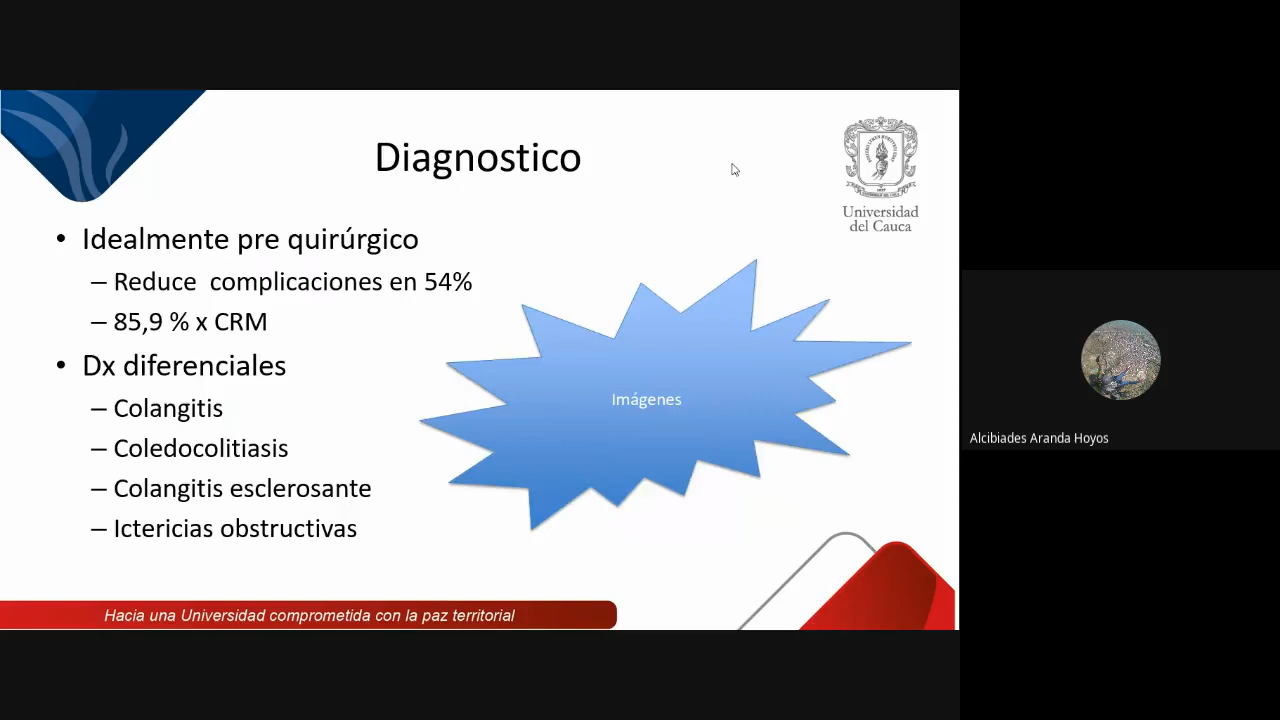 Diagnostico
Universidad
del Cauca
• Idealmente pre quirúrgico
– Reduce complicaciones en 54%
– 85,9 % x CRM
• Dx diferenciales
– Colangitis
– Coledocolitiasis
– Colangitis esclerosante
– Ictericias obstructivas
Imágenes
Hacia una Universidad comprometida con la paz territorial
Alcibiades Aranda Hoyos